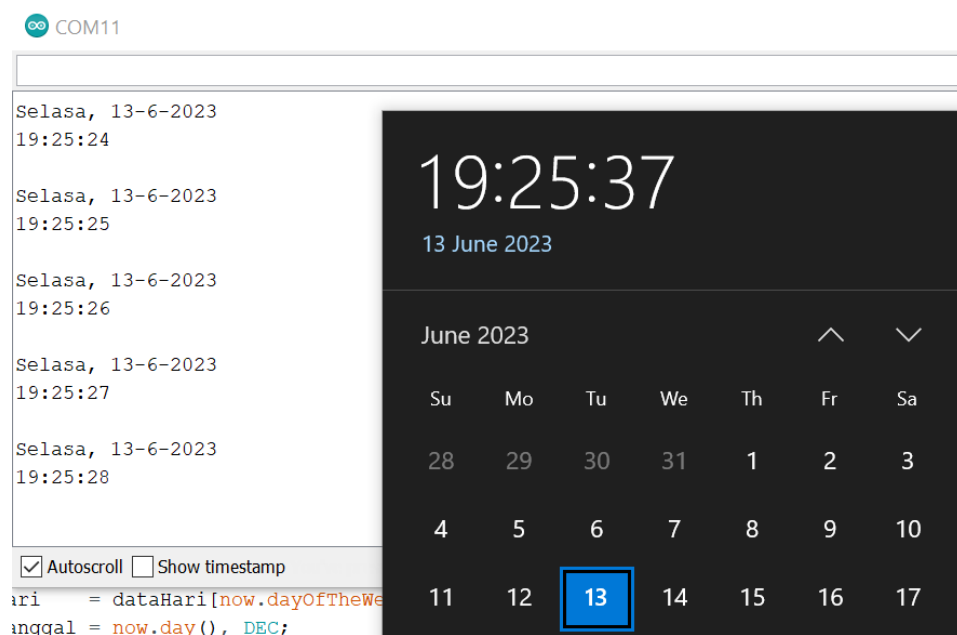 COM11
Selasa, 13-6-2023
19:25:24
Selasa, 13-6-2023
19:25:25
Selasa, 13-6-2023
19:25:26
Selasa, 13-6-2023
19:25:27
Selasa, 13-6-2023
19:25:28
Autoscroll Show timestamp
= dataHari[now.dayOfTheWe
= now.day(), DEC;
19:25:37
13 June 2023
June 2023
Su Mo Tu We Th Fr Sa
28 29 30 31 1 2 3
4 5 6 7 8 9 10
11 12 13 14 15 16 17